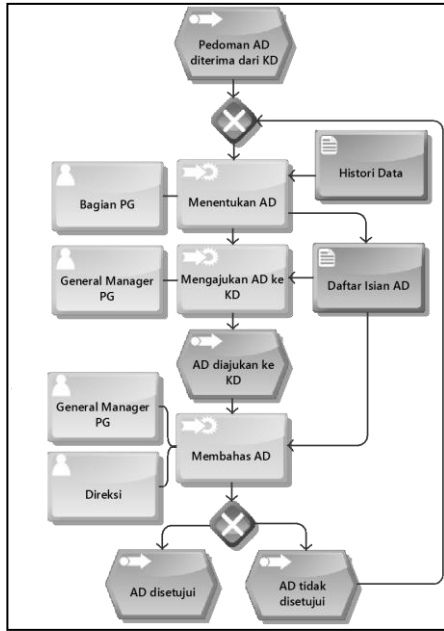 Pedoman AD
diterima dari KD
Histori Data
Bagian PG
Menentukan AD
General Manager
PG
Mengajukan AD ke
KD
Daftar Isian AD
AD diajukan ke
KD
General Manager
PG
Membahas AD
Direksi
AD disetujui
AD tidak
disetujui